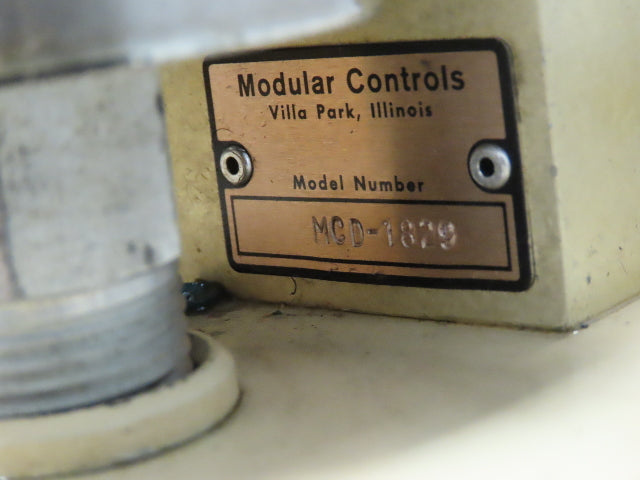 Modular Controls
Villa Park, Illinois
Model Number
MCD-1829